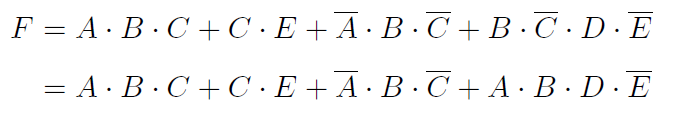 F = A · B · C + C · E + A̅ · B · C̅ + B · C̅ · D · E̅
= A · B · C + C · E + A̅ · B · C̅ + A · B · D · E̅